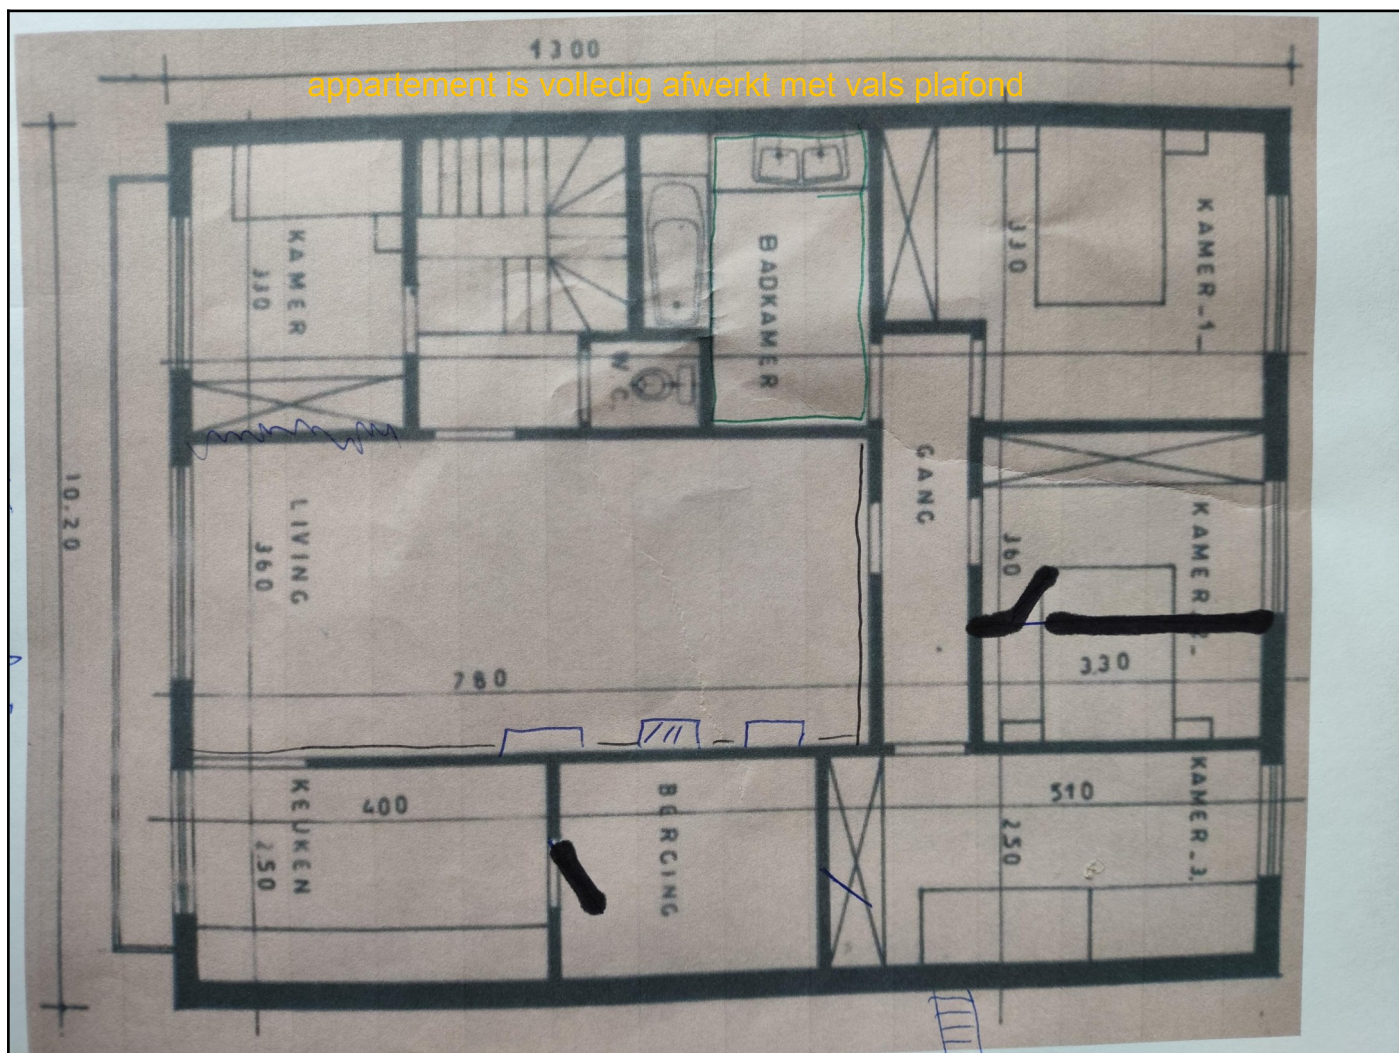 1300
appartement is volledig afwerkt met vals plafond
KAMER
330
BADKAMER
330
KAMER_1_
W.C.
10.20
LIVING
360
GANG
360
KAMER_2_
780
330
KEUKEN
250
400
BERGING
510
250
KAMER_3_